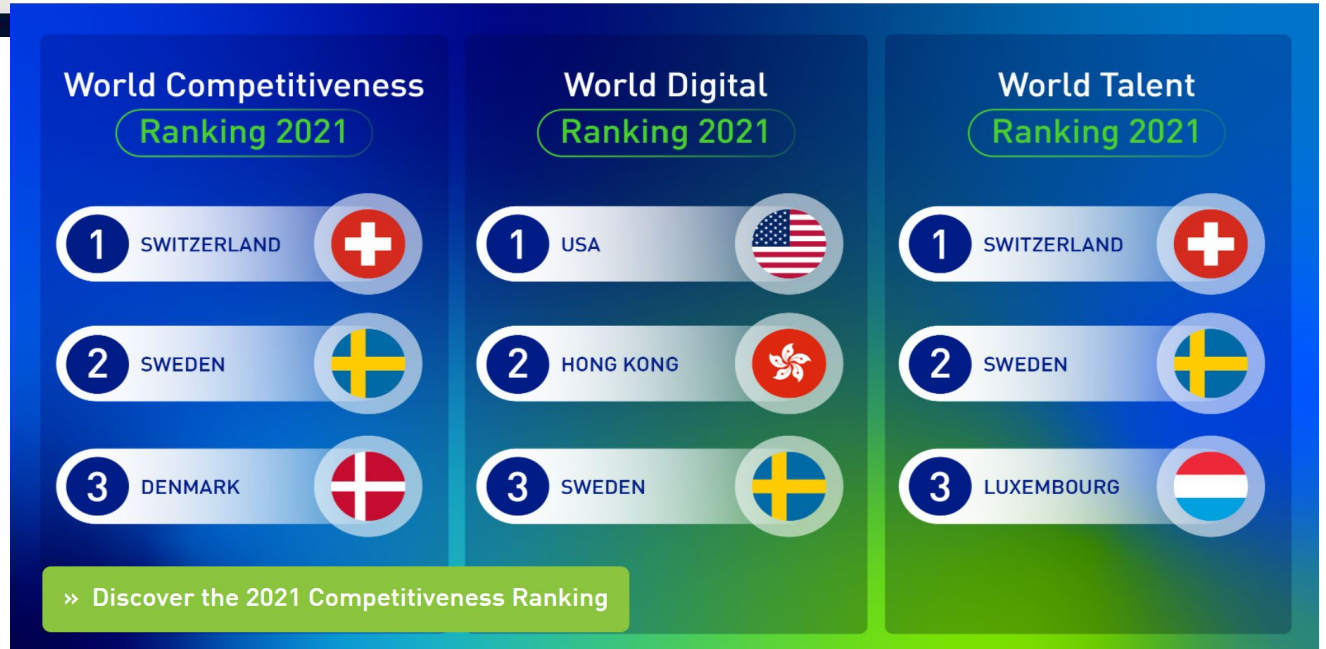 World Competitiveness
Ranking 2021
1 SWITZERLAND
2 SWEDEN
3 DENMARK
World Digital
Ranking 2021
1 USA
2 HONG KONG
3 SWEDEN
World Talent
Ranking 2021
1 SWITZERLAND
2 SWEDEN
3 LUXEMBOURG
» Discover the 2021 Competitiveness Ranking